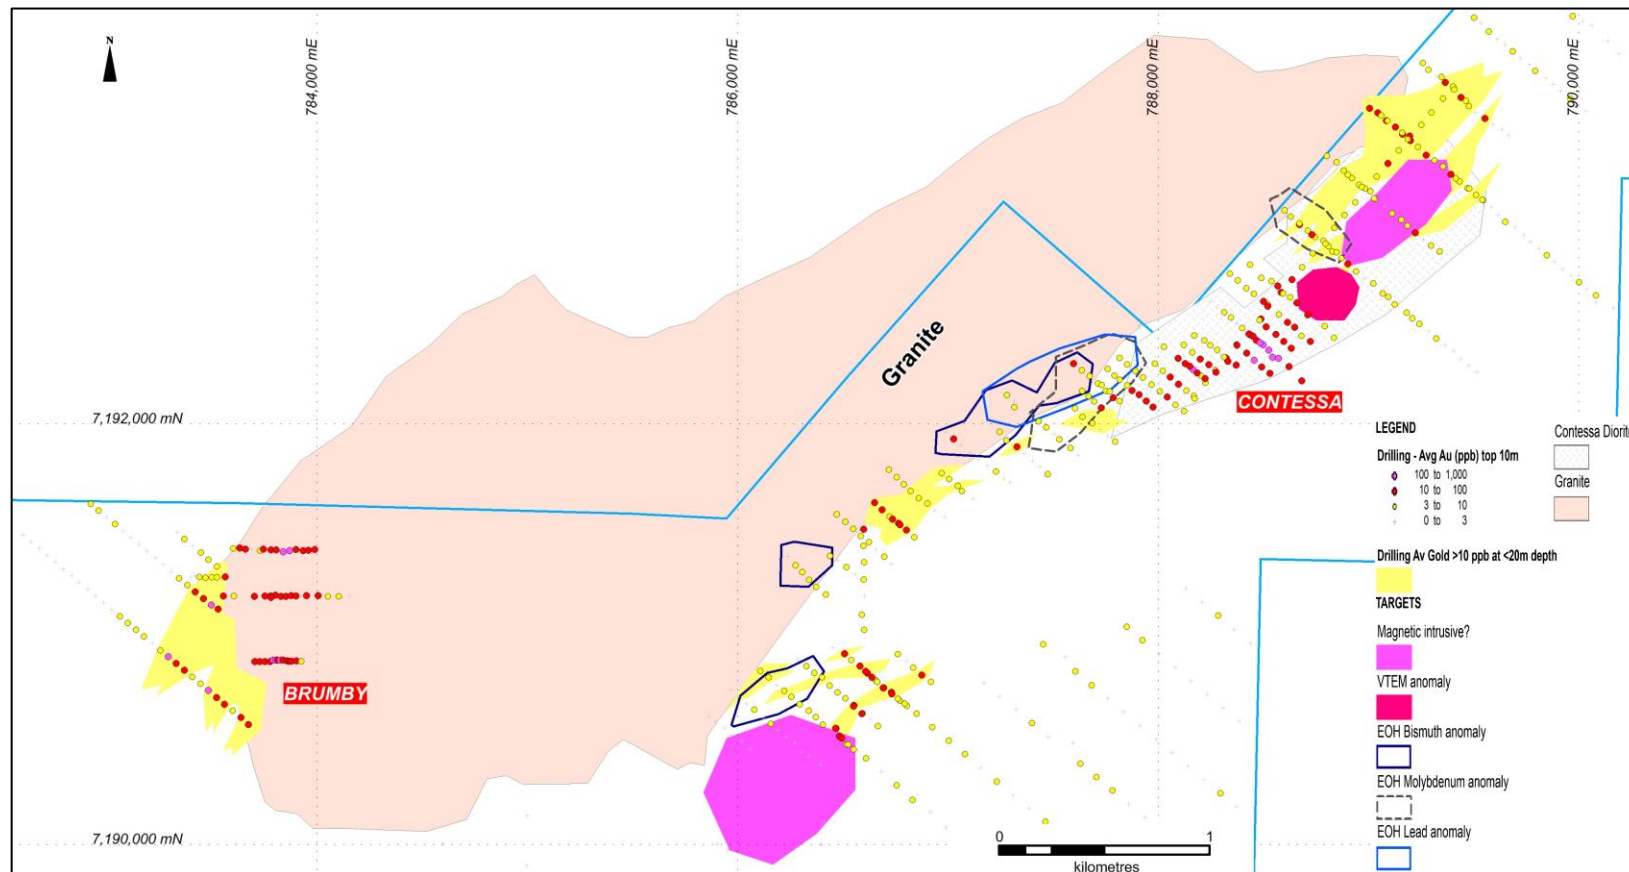 N
784,000 mE
786,000 mE
788,000 mE
790,000 mE
Granite
7,192,000 mN
CONTESSA
BRUMBY
7,190,000 mN
0 1
kilometres
LEGEND
Drilling - Avg Au (ppb) top 10m
100 to 1,000
10 to 100
3 to 10
0 to 3
Contessa Diorite
Granite
Drilling Av Gold >10 ppb at <20m depth
TARGETS
Magnetic intrusive?
VTEM anomaly
EOH Bismuth anomaly
EOH Molybdenum anomaly
EOH Lead anomaly